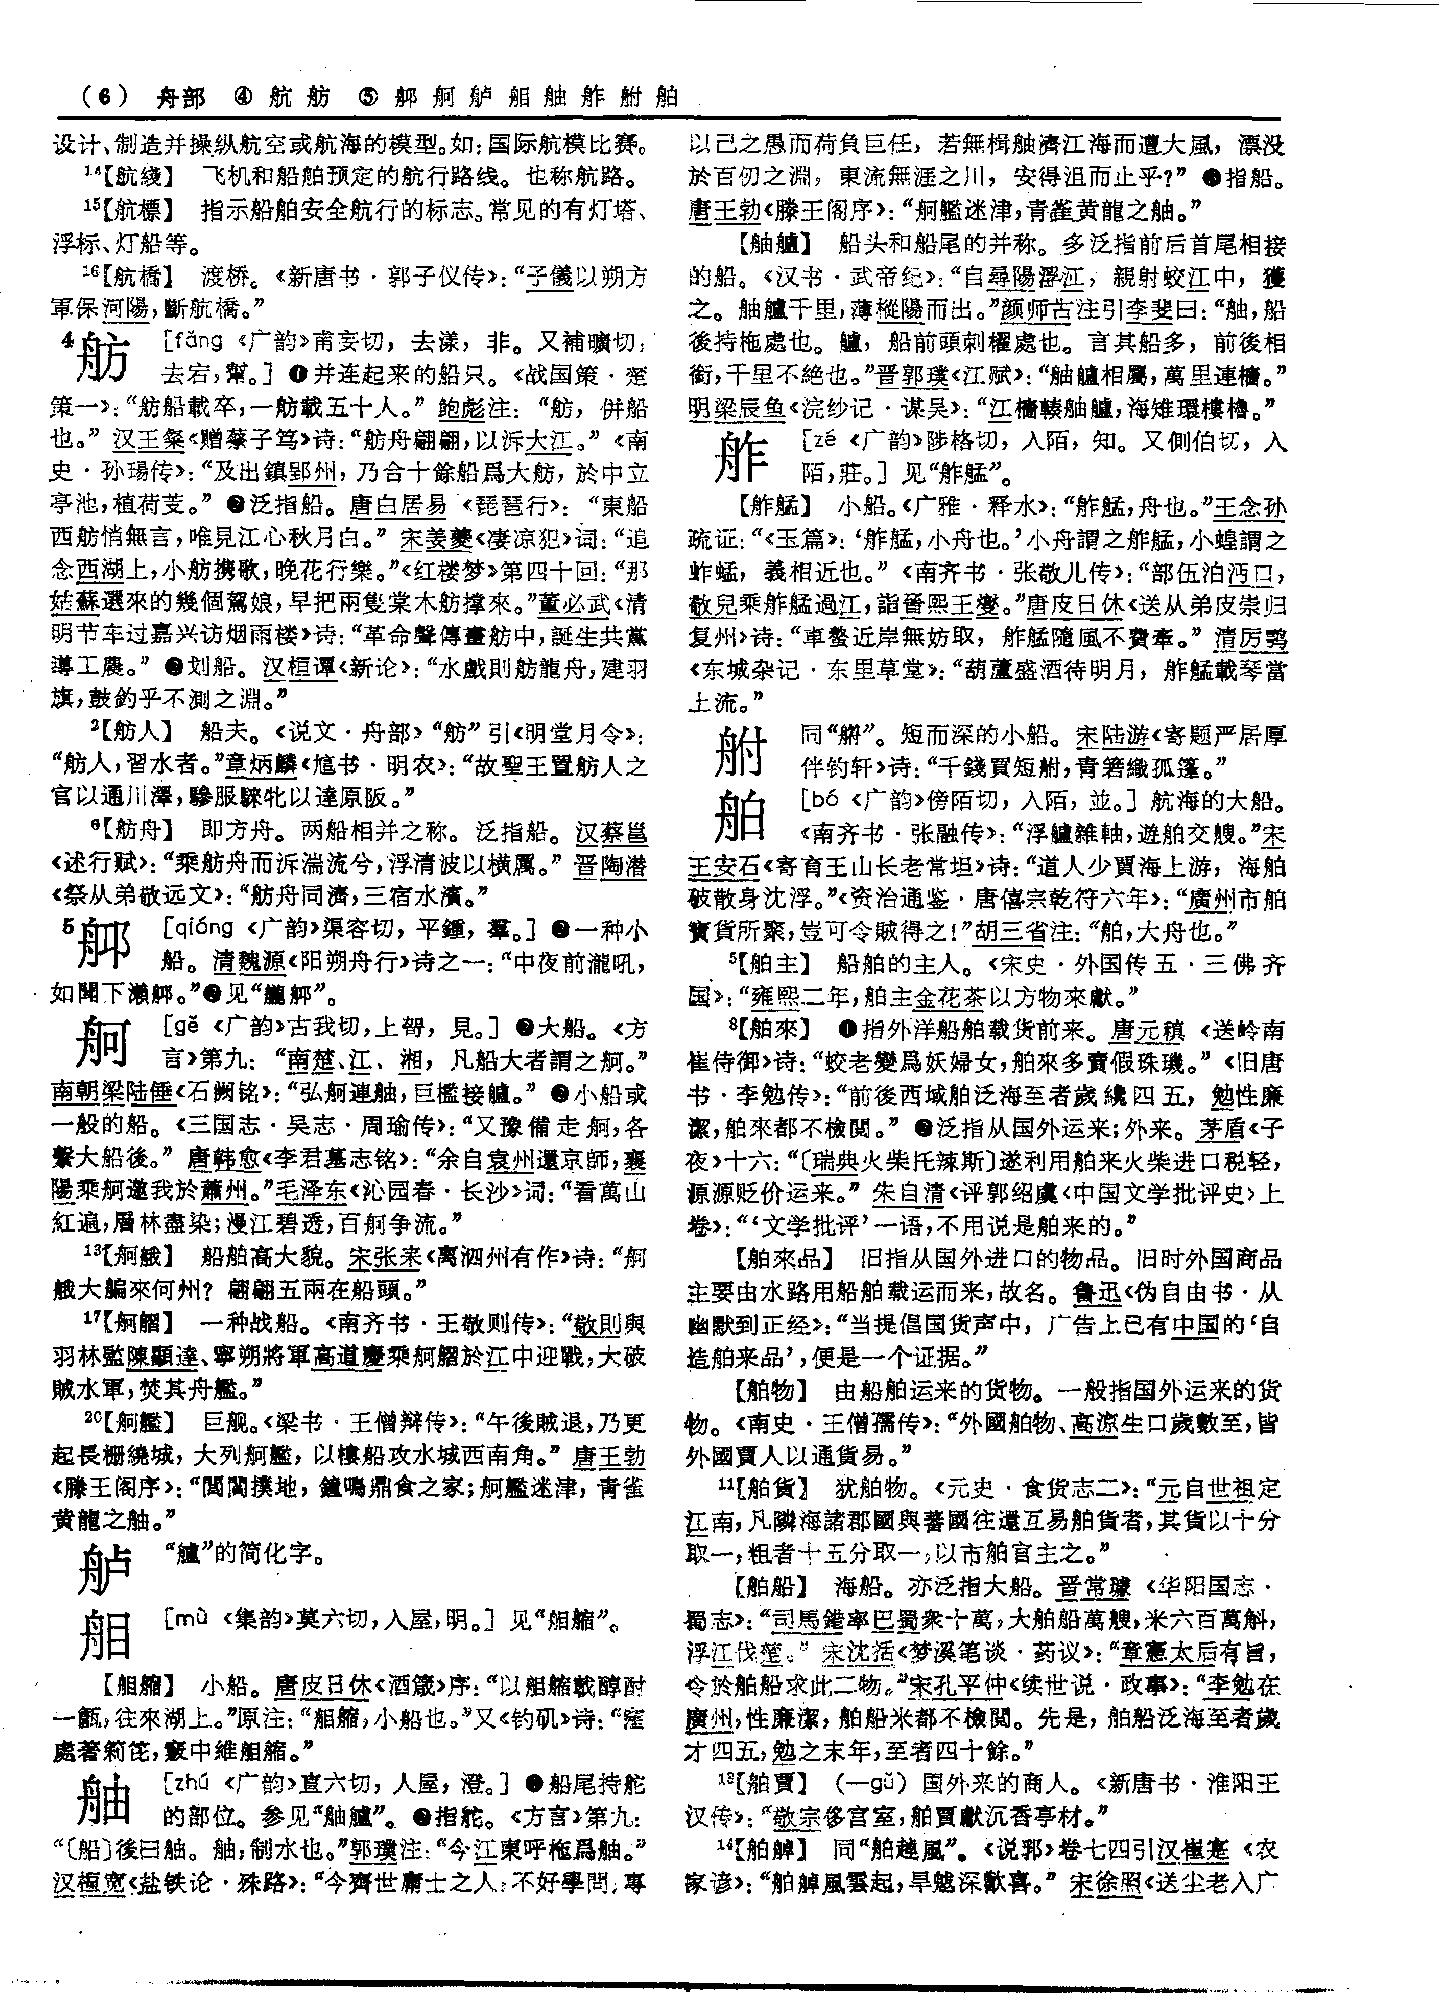 (6) 舟部 ④ 航 舫 ⑤ 舼 舸 舻 艒 舳 舴 䑧 舶
设计、制造并操纵航空或航海的模型。如:国际航模比赛。
14【航綫】 飞机和船舶预定的航行路线。也称航路。
15【航標】 指示船舶安全航行的标志。常见的有灯塔、
浮标、灯船等。
16【航橋】 渡桥。《新唐书·郭子仪传》:“子儀以朔方
軍保河陽,斷航橋。”
4舫 [fǎng 《广韵》甫妄切,去漾,非。又補曠切,
去宕,幫。] ❶并连起来的船只。《战国策·楚
策一》:“舫船載卒,一舫載五十人。” 鲍彪注: “舫,併船
也。” 汉王粲《赠蔡子笃》诗:“舫舟翩翩,以泝大江。” 《南
史·孙瑒传》:“及出鎮郢州,乃合十餘船爲大舫,於中立
亭池,植荷芰。” ❷泛指船。唐白居易 《琵琶行》: “東船
西舫悄無言,唯見江心秋月白。” 宋姜夔《凄凉犯》词:“追
念西湖上,小舫携歌,晚花行樂。”《红楼梦》第四十回:“那
姑蘇選來的幾個駕娘,早把兩隻棠木舫撑來。”董必武《清
明节车过嘉兴访烟雨楼》诗:“革命聲傳畫舫中,誕生共黨
導工農。” ❸划船。汉桓谭《新论》:“水戲則舫龍舟,建羽
旗,鼓釣乎不測之淵。”
2【舫人】 船夫。《说文·舟部》“舫”引《明堂月令》:
“舫人,習水者。”章炳麟《訄书·明农》:“故聖王置舫人之
官以通川澤,驂服騋牝以達原阪。”
6【舫舟】 即方舟。两船相并之称。泛指船。汉蔡邕
《述行赋》:“乘舫舟而泝湍流兮,浮清波以横厲。” 晋陶潜
《祭从弟敬远文》:“舫舟同濟,三宿水濱。”
5舼 [qióng 《广韵》渠容切,平鍾,羣。] ❶一种小
船。清魏源《阳朔舟行》诗之一:“中夜前瀧吼,
如聞下瀨舼。”❷见“艨舼”。
舸 [gě 《广韵》古我切,上哿,見。] ❶大船。《方
言》第九: “南楚、江、湘,凡船大者謂之舸。”
南朝梁陆倕《石阙铭》:“弘舸連舳,巨檻接艫。” ❷小船或
一般的船。《三国志·吴志·周瑜传》:“又豫備走舸,各
繫大船後。” 唐韩愈《李君墓志铭》:“余自袁州還京師,襄
陽乘舸邀我於蕭州。”毛泽东《沁园春·长沙》词:“看萬山
紅遍,層林盡染;漫江碧透,百舸争流。”
13【舸艤】 船舶高大貌。宋张耒《离泗州有作》诗:“舸
艤大艑來何州? 翩翩五兩在船頭。”
17【舸艒】 一种战船。《南齐书·王敬则传》:“敬則與
羽林監陳顯達、寧朔將軍高道慶乘舸艒於江中迎戰,大破
賊水軍,焚其舟艦。”
20【舸艦】 巨舰。《梁书·王僧辩传》:“午後賊退,乃更
起長栅繞城,大列舸艦,以樓船攻水城西南角。” 唐王勃
《滕王阁序》:“閭閻撲地,鐘鳴鼎食之家;舸艦迷津,青雀
黄龍之舳。”
舻 “艫”的简化字。
艒 [mù 《集韵》莫六切,入屋,明。] 见“艒䑿”。
【艒䑿】 小船。唐皮日休《酒箴》序:“以艒䑿載醇酎
一甔,往來湖上。”原注:“艒䑿,小船也。”又《钓矶》诗:“窪
處著筣笓,竅中維艒䑿。”
舳 [zhú 《广韵》直六切,入屋,澄。] ❶船尾持舵
的部位。参见“舳艫”。❷指舵。《方言》第九:
“〔船〕後曰舳。舳,制水也。”郭璞注:“今江東呼柂爲舳。”
汉桓宽《盐铁论·殊路》:“今齊世庸士之人,不好學問,專
以己之愚而荷負巨任,若無楫舳濟江海而遭大風,漂没
於百仞之淵,東流無涯之川,安得沮而止乎?” ❸指船。
唐王勃《滕王阁序》:“舸艦迷津,青雀黄龍之舳。”
【舳艫】 船头和船尾的并称。多泛指前后首尾相接
的船。《汉书·武帝纪》:“自尋陽浮江,親射蛟江中,獲
之。舳艫千里,薄樅陽而出。”颜师古注引李斐曰:“舳,船
後持柂處也。艫,船前頭刺櫂處也。言其船多,前後相
銜,千里不絶也。”晋郭璞《江赋》:“舳艫相屬,萬里連檣。”
明梁辰鱼《浣纱记·谋吴》:“江檣轃舳艫,海雉環樓櫓。”
舴 [zé 《广韵》陟格切,入陌,知。又側伯切,入
陌,莊。] 见“舴艋”。
【舴艋】 小船。《广雅·释水》:“舴艋,舟也。”王念孙
疏证:“《玉篇》:‘舴艋,小舟也。’小舟謂之舴艋,小蝗謂之
蚱蜢,義相近也。” 《南齐书·张敬儿传》:“部伍泊沔口,
敬兒乘舴艋過江,詣晉熙王燮。”唐皮日休《送从弟皮崇归
复州》诗:“車螯近岸無妨取,舴艋隨風不費牽。” 清厉鹗
《东城杂记·东里草堂》:“葫蘆盛酒待明月,舴艋載琴當
上流。”
䑧 同“䒀”。短而深的小船。宋陆游《寄题严居厚
伴钓轩》诗:“千錢買短䑧,青箬織孤篷。”
舶 [bó 《广韵》傍陌切,入陌,並。] 航海的大船。
《南齐书·张融传》:“浮艫雜軸,遊舶交艘。”宋
王安石《寄育王山长老常坦》诗:“道人少賈海上游,海舶
破散身沈浮。”《资治通鉴·唐僖宗乾符六年》:“廣州市舶
寶貨所聚,豈可令賊得之!”胡三省注:“舶,大舟也。”
5【舶主】 船舶的主人。《宋史·外国传五·三佛齐
国》:“雍熙二年,舶主金花茶以方物來獻。”
8【舶來】 ❶指外洋船舶载货前来。唐元稹《送岭南
崔侍御》诗:“蛟老變爲妖婦女,舶來多賣假珠璣。” 《旧唐
书·李勉传》:“前後西域舶泛海至者歲纔四五,勉性廉
潔,舶來都不檢閲。” ❷泛指从国外运来;外来。茅盾《子
夜》十六:“〔瑞典火柴托辣斯〕遂利用舶来火柴进口税轻,
源源贬价运来。” 朱自清《评郭绍虞〈中国文学批评史〉上
卷》:“‘文学批评’一语,不用说是舶来的。”
【舶來品】 旧指从国外进口的物品。旧时外国商品
主要由水路用船舶载运而来,故名。鲁迅《伪自由书·从
幽默到正经》:“当提倡国货声中,广告上已有中国的‘自
造舶来品’,便是一个证据。”
【舶物】 由船舶运来的货物。一般指国外运来的货
物。《南史·王僧孺传》:“外國舶物、高涼生口歲數至,皆
外國賈人以通貨易。”
11【舶貨】 犹舶物。《元史·食货志二》:“元自世祖定
江南,凡隣海諸郡國與蕃國往還互易舶貨者,其貨以十分
取一,粗者十五分取一,以市舶官主之。”
【舶船】 海船。亦泛指大船。晋常璩《华阳国志·
蜀志》:“司馬錯率巴蜀衆十萬,大舶船萬艘,米六百萬斛,
浮江伐楚。” 宋沈括《梦溪笔谈·药议》:“章憲太后有旨,
令於舶船求此二物。”宋孔平仲《续世说·政事》:“李勉在
廣州,性廉潔,舶船米都不檢閲。先是,舶船泛海至者歲
才四五,勉之末年,至者四十餘。”
13【舶賈】 (—gǔ) 国外来的商人。《新唐书·淮阳王
汉传》:“敬宗侈宫室,舶賈獻沉香亭材。”
14【舶䑲】 同“舶趠風”。《说郛》卷七四引汉崔寔《农
家谚》:“舶䑲風雲起,旱魃深歡喜。” 宋徐照《送尘老入广